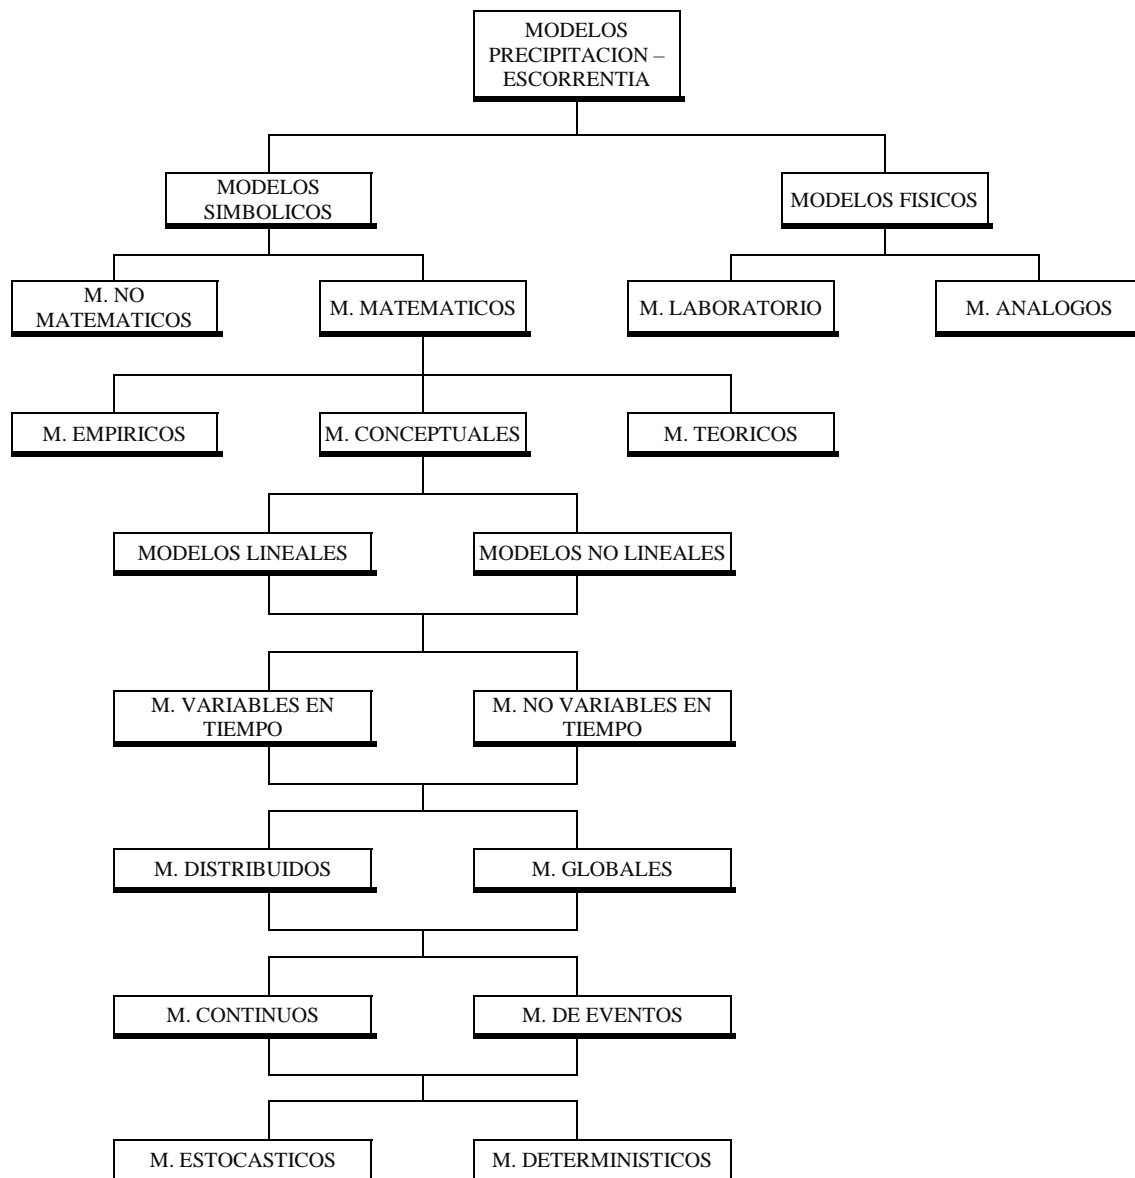 MODELOS
PRECIPITACION –
ESCORRENTIA
MODELOS
SIMBOLICOS
MODELOS FISICOS
M. NO
MATEMATICOS
M. MATEMATICOS
M. LABORATORIO
M. ANALOGOS
M. EMPIRICOS
M. CONCEPTUALES
M. TEORICOS
MODELOS LINEALES
MODELOS NO LINEALES
M. VARIABLES EN
TIEMPO
M. NO VARIABLES EN
TIEMPO
M. DISTRIBUIDOS
M. GLOBALES
M. CONTINUOS
M. DE EVENTOS
M. ESTOCASTICOS
M. DETERMINISTICOS